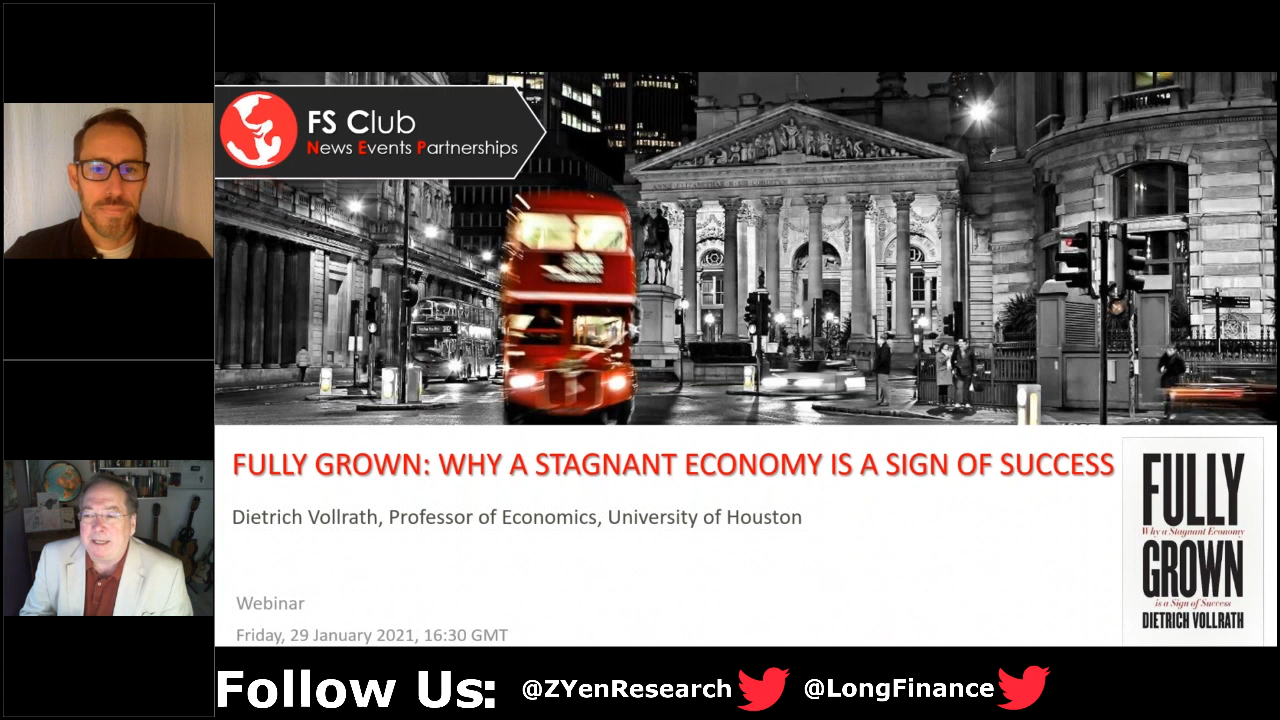 FS Club
News Events Partnerships
FULLY GROWN: WHY A STAGNANT ECONOMY IS A SIGN OF SUCCESS
Dietrich Vollrath, Professor of Economics, University of Houston
Webinar
Friday, 29 January 2021, 16:30 GMT
FULLY
Why a Stagnant Economy
GROWN
is a Sign of Success
DIETRICH VOLLRATH
Follow Us: @ZYenResearch @LongFinance